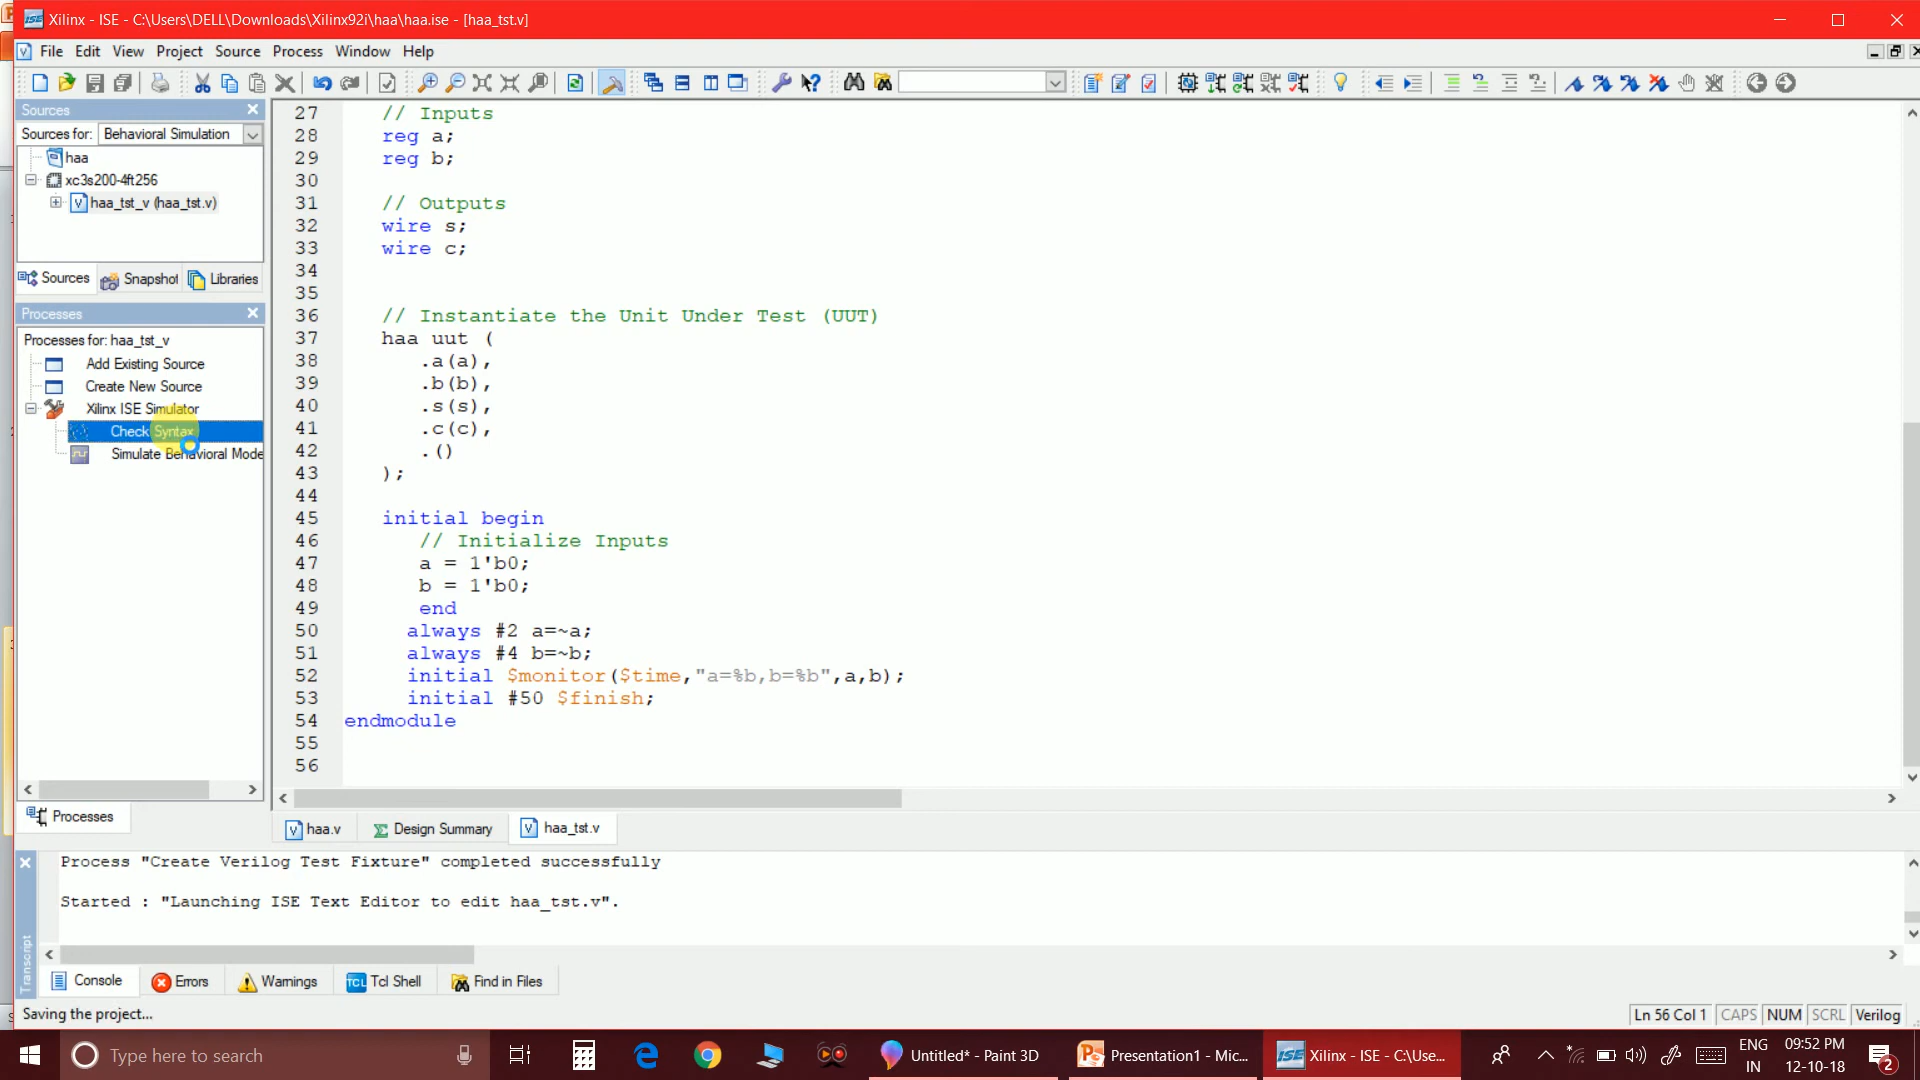 Xilinx - ISE - C:\Users\DELL\Downloads\Xilinx92i\haa\haa.ise - [haa_tst.v]
File Edit View Project Source Process Window Help
Sources
Sources for: Behavioral Simulation
haa
xc3s200-4ft256
haa_tst_v (haa_tst.v)
Sources Snapshot Libraries
Processes
Processes for: haa_tst_v
Add Existing Source
Create New Source
Xilinx ISE Simulator
Check Syntax
Simulate Behavioral Mode
Processes
27 // Inputs
28 reg a;
29 reg b;
30
31 // Outputs
32 wire s;
33 wire c;
34
35
36 // Instantiate the Unit Under Test (UUT)
37 haa uut (
38 .a(a),
39 .b(b),
40 .s(s),
41 .c(c),
42 .()
43 );
44
45 initial begin
46 // Initialize Inputs
47 a = 1'b0;
48 b = 1'b0;
49 end
50 always #2 a=~a;
51 always #4 b=~b;
52 initial $monitor($time,"a=%b,b=%b",a,b);
53 initial #50 $finish;
54 endmodule
55
56
haa.v Design Summary haa_tst.v
Process "Create Verilog Test Fixture" completed successfully
Started : "Launching ISE Text Editor to edit haa_tst.v".
Transcript
Console Errors Warnings Tcl Shell Find in Files
Saving the project...
Ln 56 Col 1 CAPS NUM SCRL Verilog
Type here to search
Untitled* - Paint 3D
Presentation1 - Mic...
Xilinx - ISE - C:\Use...
ENG
IN
09:52 PM
12-10-18
2